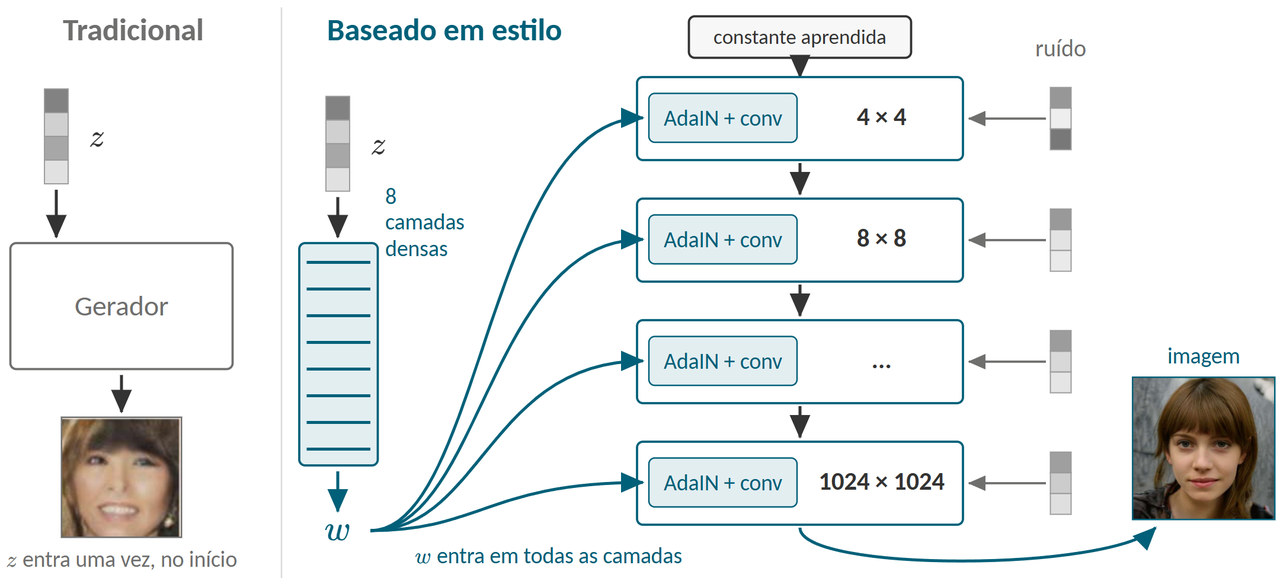 Tradicional
z
Gerador
z entra uma vez, no início
Baseado em estilo
z
8
camadas
densas
w
w entra em todas as camadas
constante aprendida
ruído
AdaIN + conv
4 × 4
AdaIN + conv
8 × 8
AdaIN + conv
...
AdaIN + conv
1024 × 1024
imagem